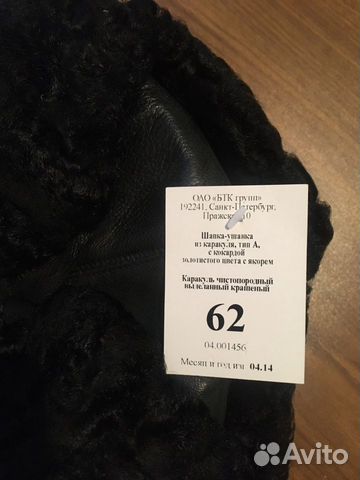 ОАО «БТК групп»
192241, Санкт-Петербург,
Пражская 10
Шапка-ушанка
из каракуля, тип А,
с кокардой
золотистого цвета с якорем
Каракуль чистопородный
выделанный крашеный
62
04.001456
Месяц и год изг. 04.14
Avito